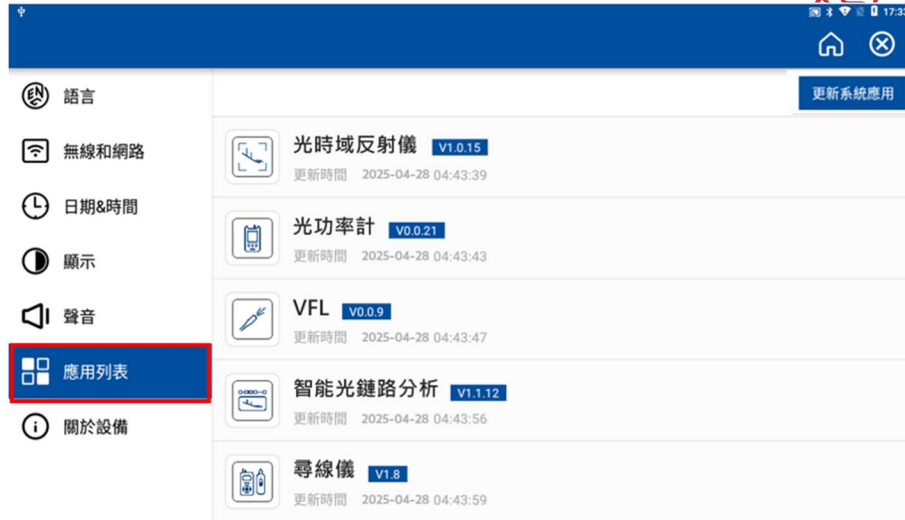 17:33
更新系統應用
EN
語言
無線和網路
日期&時間
顯示
聲音
應用列表
關於設備
光時域反射儀 V1.0.15
更新時間 2025-04-28 04:43:39
光功率計 V0.0.21
更新時間 2025-04-28 04:43:43
VFL V0.0.9
更新時間 2025-04-28 04:43:47
智能光鏈路分析 V1.1.12
更新時間 2025-04-28 04:43:56
尋線儀 V1.8
更新時間 2025-04-28 04:43:59